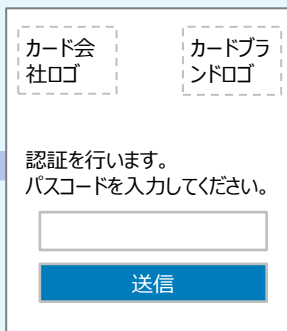 カード会
社ロゴ
カードブラ
ンドロゴ
認証を行います。
パスコードを入力してください。
送信